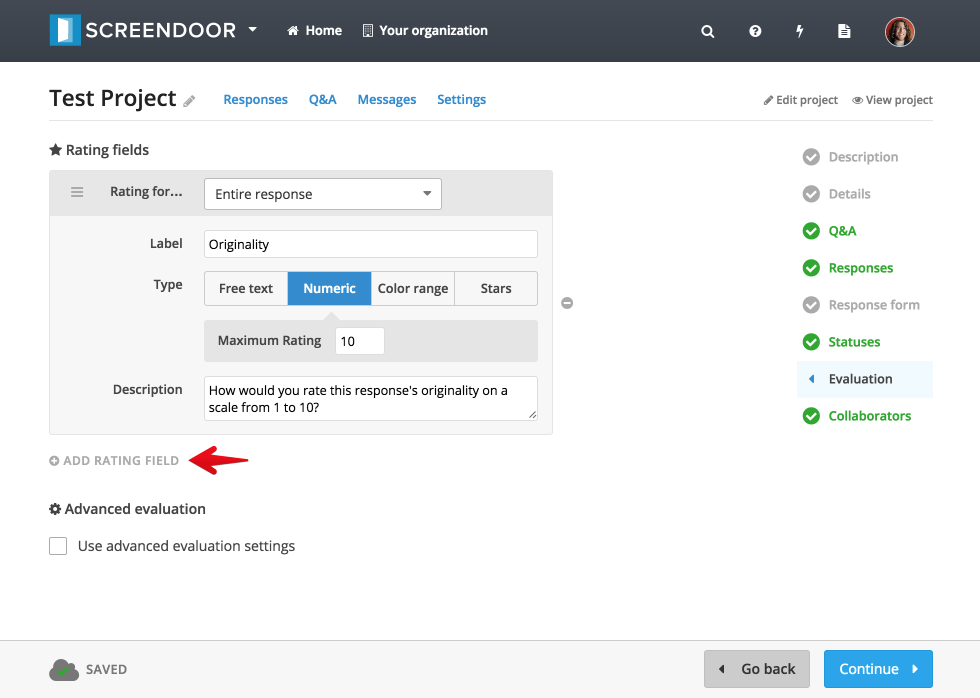 SCREENDOOR Home Your organization
Test Project Responses Q&A Messages Settings Edit project View project
Rating fields
Rating for... Entire response
Label Originality
Type Free text Numeric Color range Stars
Maximum Rating 10
Description How would you rate this response's originality on a
scale from 1 to 10?
ADD RATING FIELD
Advanced evaluation
Use advanced evaluation settings
Description
Details
Q&A
Responses
Response form
Statuses
Evaluation
Collaborators
SAVED Go back Continue